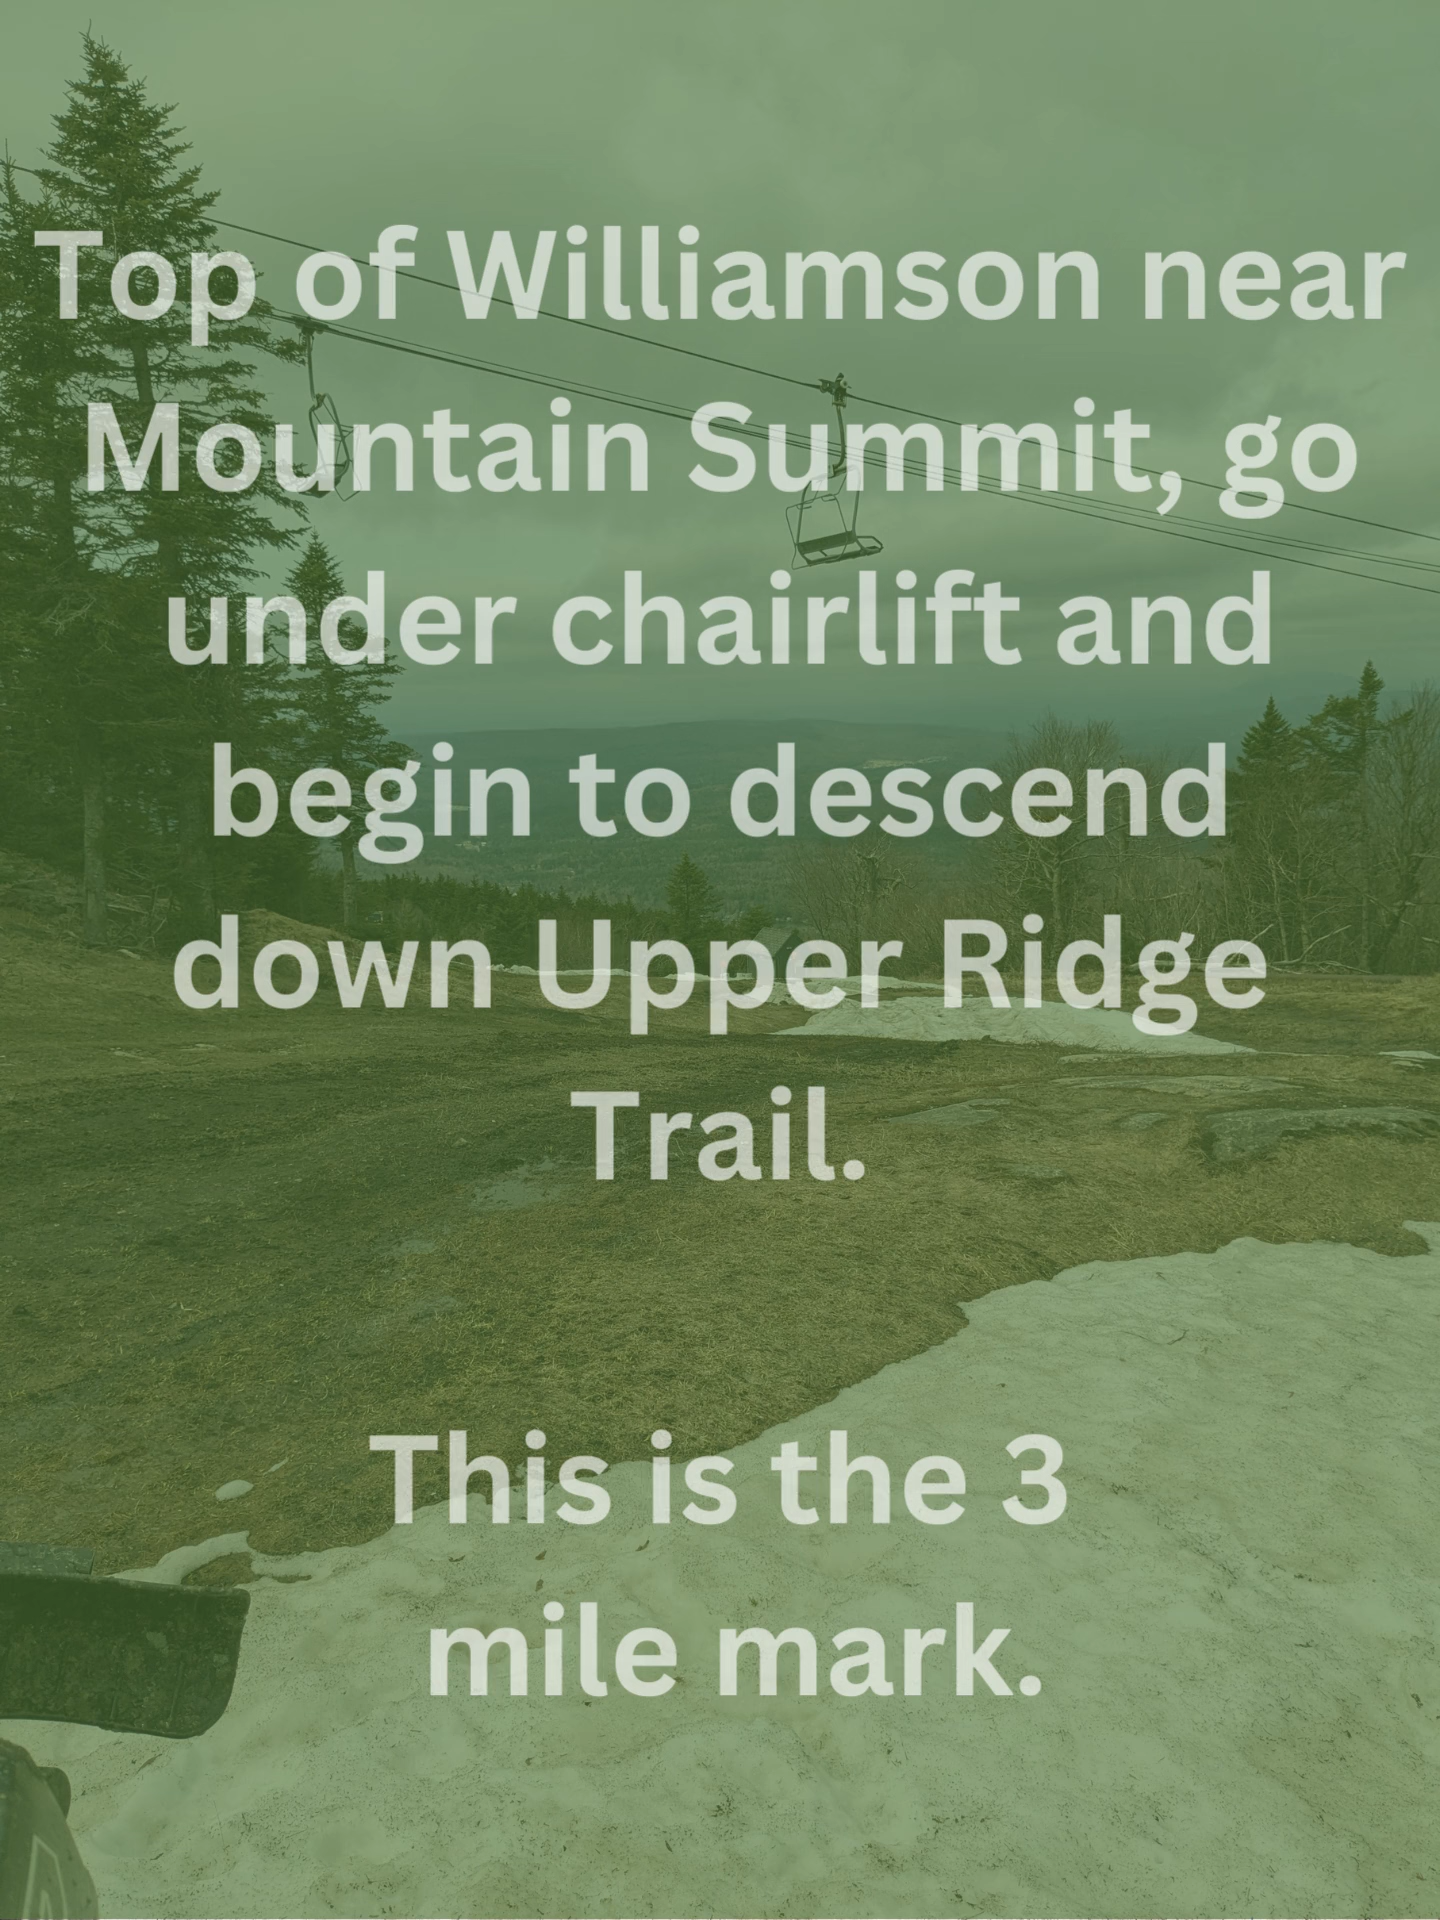 Top of Williamson near
Mountain Summit, go
under chairlift and
begin to descend
down Upper Ridge
Trail.
This is the 3
mile mark.